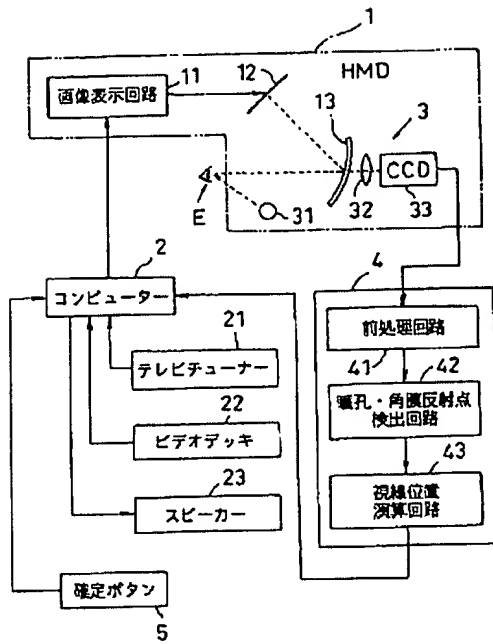 1
11
12
HMD
画像表示回路
13
3
CCD
E
31
32
33
2
4
コンピューター
前処理回路
21
41
42
テレビチューナー
瞳孔・角膜反射点
検出回路
22
ビデオデッキ
43
23
視線位置
演算回路
スピーカー
確定ボタン
5